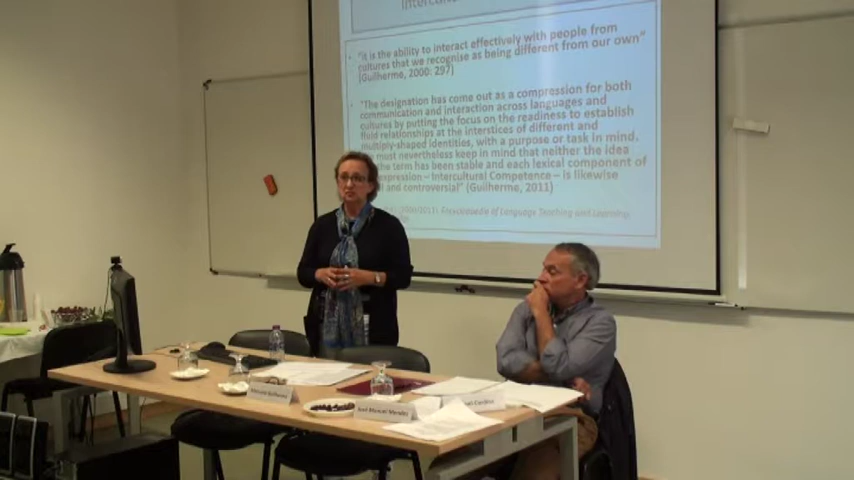 "it is the ability to interact effectively with people from
cultures that we recognise as being different from our own"
(Guilherme, 2000: 297)
"The designation has come out as a compression for both
communication and interaction across languages and
cultures by putting the focus on the readiness to establish
fluid relationships at the interstices of different and
multiply-shaped identities, with a purpose or task in mind.
must nevertheless keep in mind that neither the idea
the term has been stable and each lexical component of
expression – Intercultural Competence – is likewise
and controversial" (Guilherme, 2011)
Encyclopaedia of Language Teaching and Learning
Guilherme
José Manuel Mendes